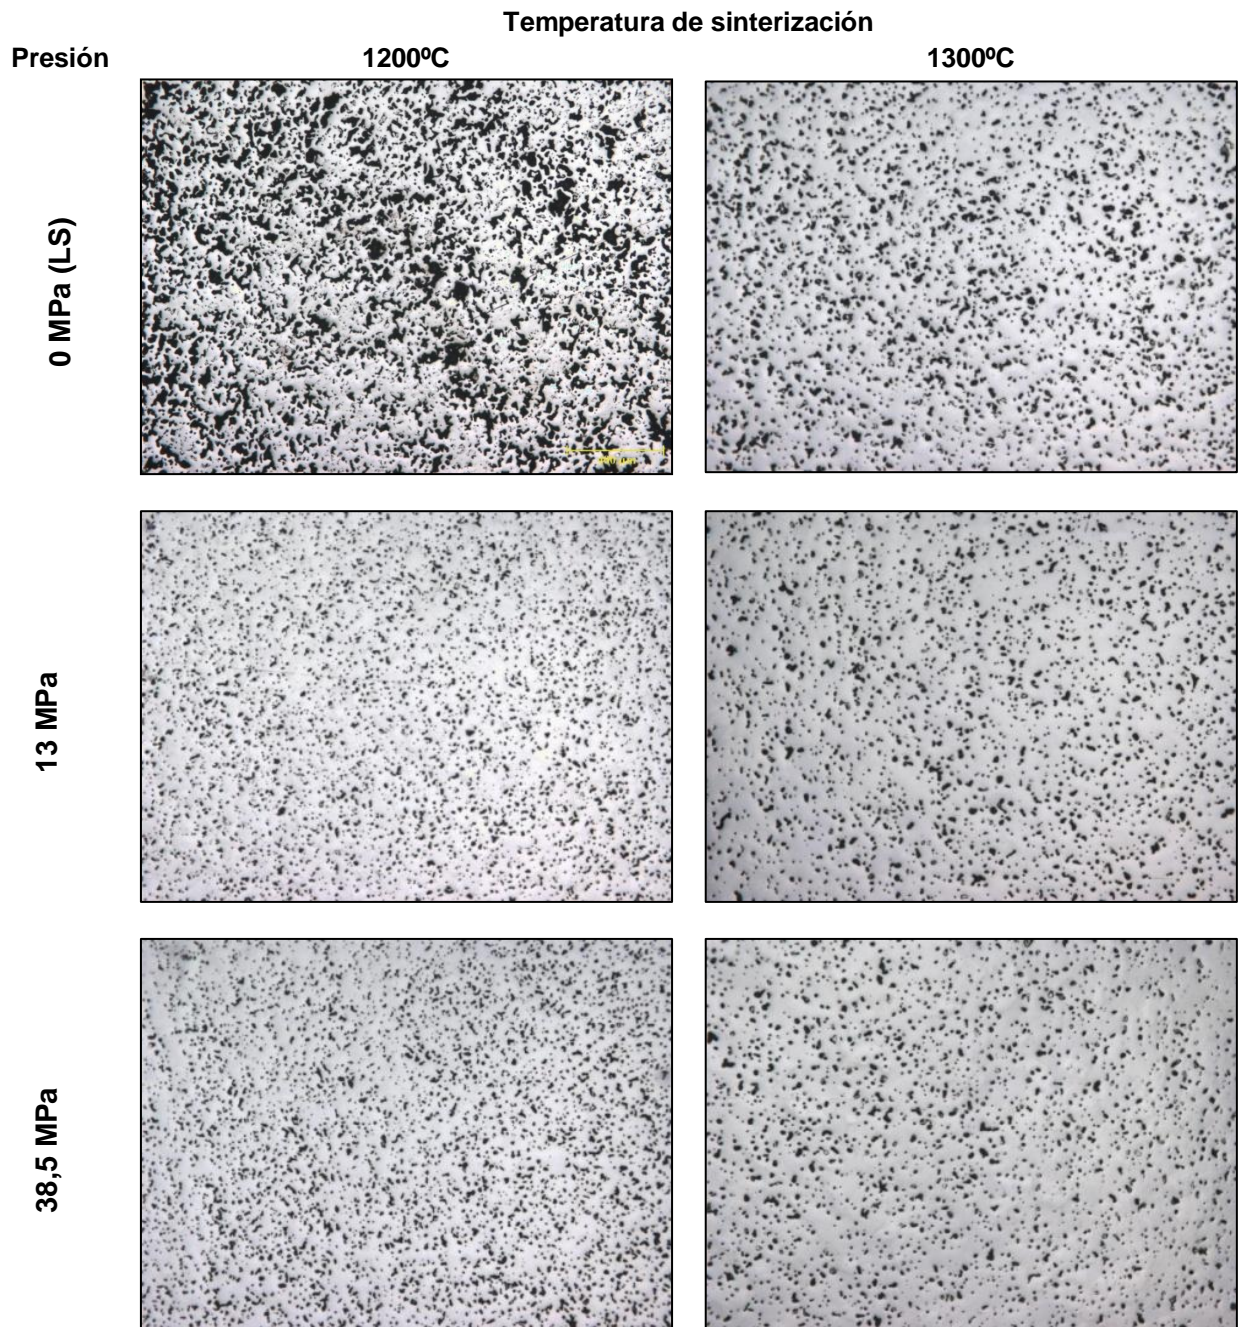 Temperatura de sinterización
Presión 1200ºC 1300ºC
0 MPa (LS)
13 MPa
38,5 MPa